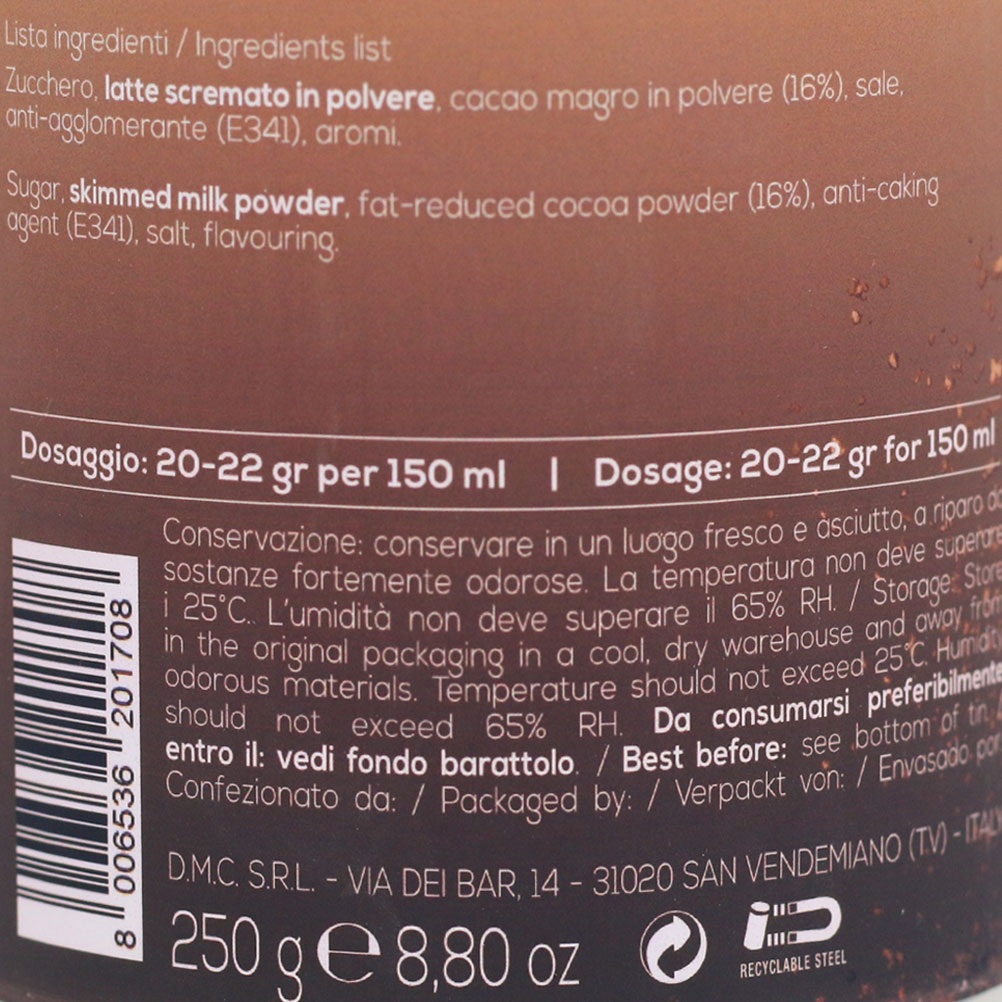 Lista ingredienti / Ingredients list
Zucchero, latte scremato in polvere, cacao magro in polvere (16%), sale,
anti-agglomerante (E341), aromi.
Sugar, skimmed milk powder, fat-reduced cocoa powder (16%), anti-caking
agent (E341), salt, flavouring.
Dosaggio: 20-22 gr per 150 ml | Dosage: 20-22 gr for 150 ml
Conservazione: conservare in un luogo fresco e asciutto, a riparo
sostanze fortemente odorose. La temperatura non deve superare
i 25°C. L'umidità non deve superare il 65% RH. / Storage: Store
in the original packaging in a cool, dry warehouse and away from
odorous materials. Temperature should not exceed 25°C. Humidity
should not exceed 65% RH. Da consumarsi preferibilmente
entro il: vedi fondo barattolo. / Best before: see bottom of tin.
Confezionato da: / Packaged by: / Verpackt von: / Envasado por
D.M.C. S.R.L. - VIA DEI BAR, 14 - 31020 SAN VENDEMIANO (TV) - ITALY
8 006536 201708
250 g e 8,80 oz
RECYCLABLE STEEL